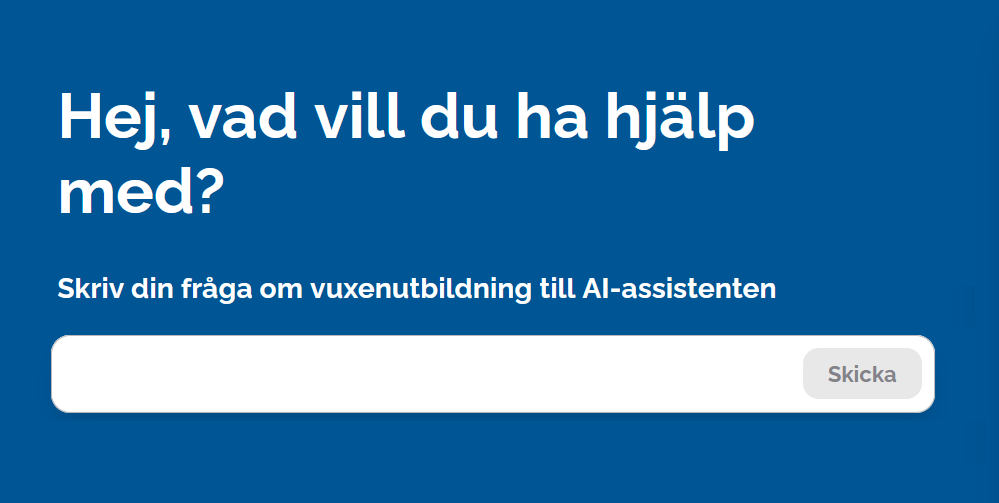 Hej, vad vill du ha hjälp
med?
Skriv din fråga om vuxenutbildning till AI-assistenten
Skicka